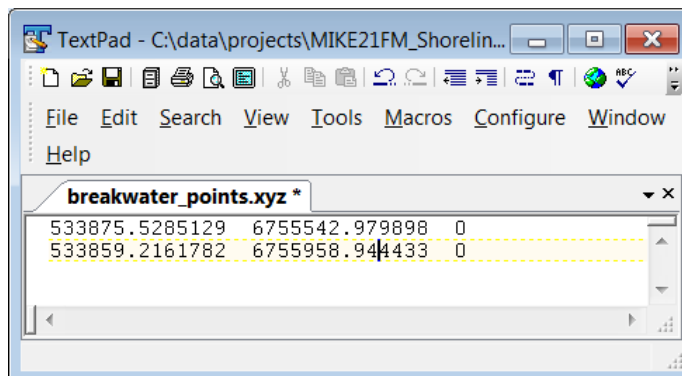 TextPad - C:\data\projects\MIKE21FM_Shorelin...
ABC
File Edit Search View Tools Macros Configure Window
Help
breakwater_points.xyz *
533875.5285129 6755542.979898 0
533859.2161782 6755958.944433 0